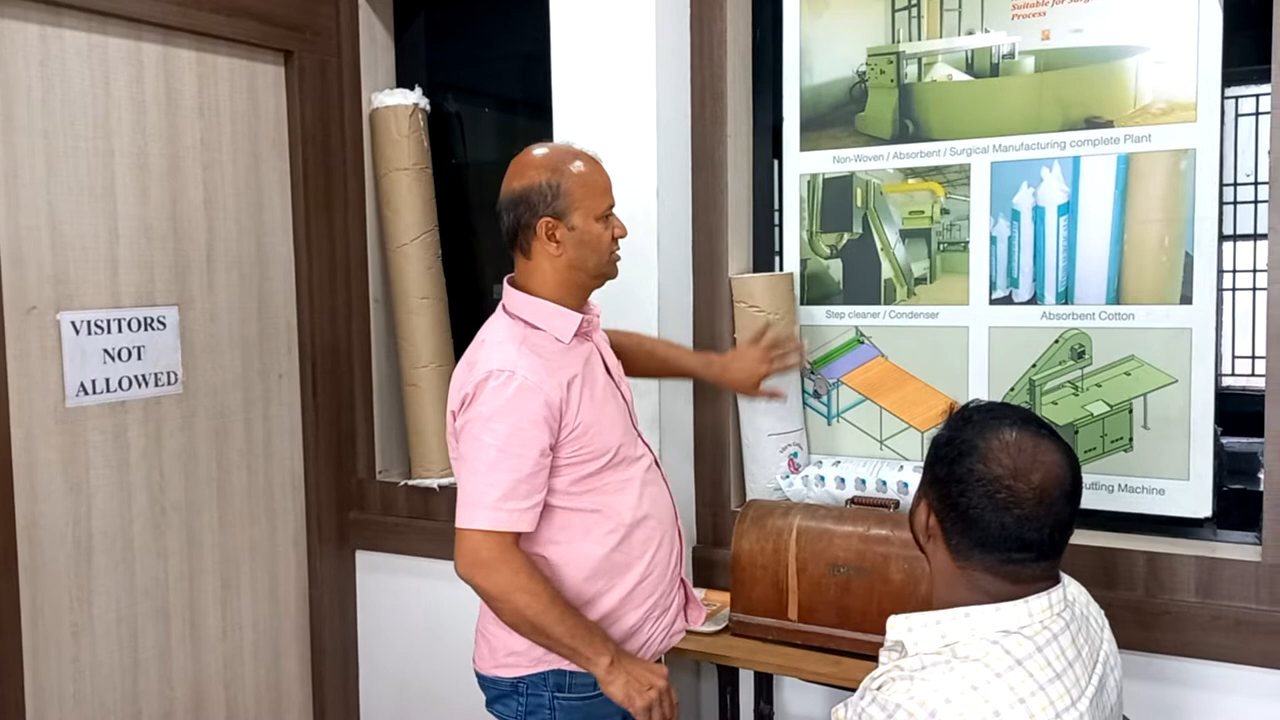 VISITORS
NOT
ALLOWED
Suitable for
Process
Non-Woven / Absorbent / Surgical Manufacturing complete Plant
Step cleaner / Condenser
Absorbent Cotton
Cutting Machine